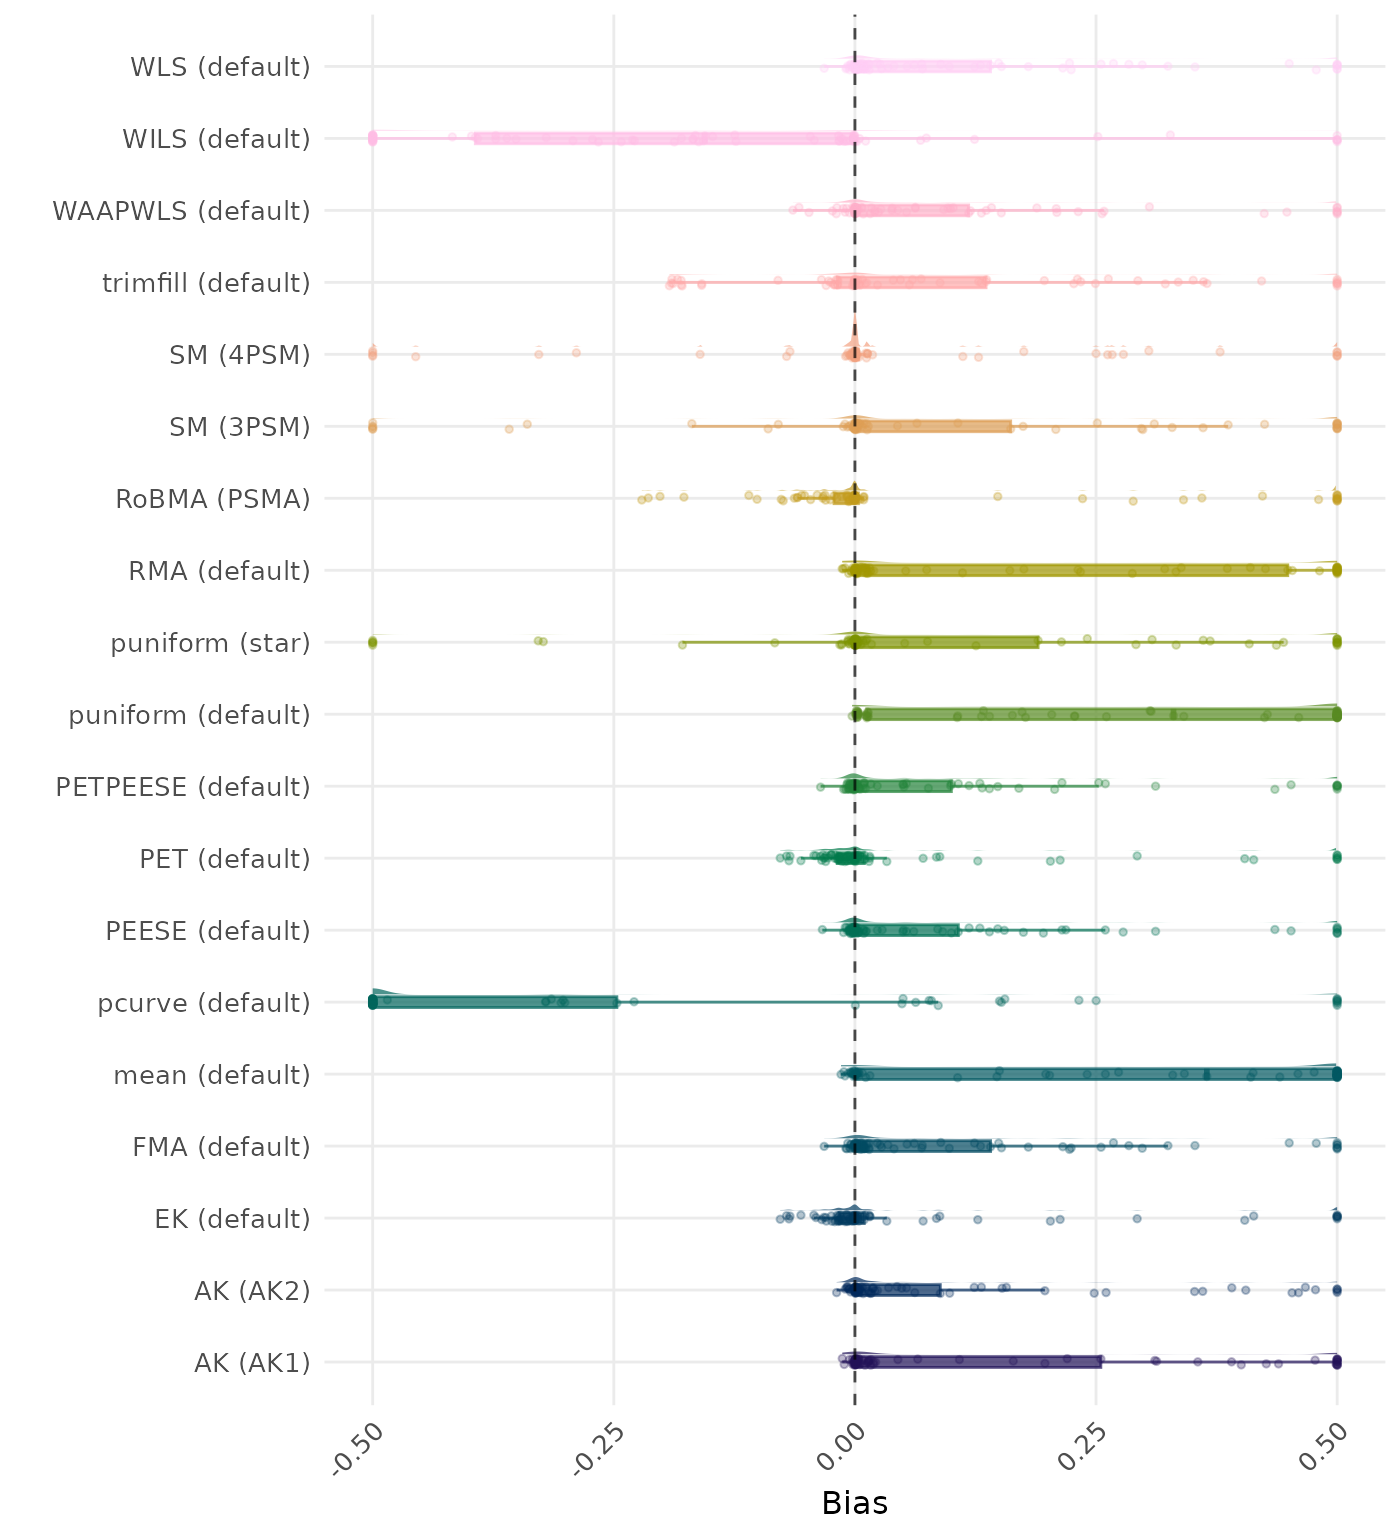 WLS (default)
WILS (default)
WAAPWLS (default)
trimfill (default)
SM (4PSM)
SM (3PSM)
RoBMA (PSMA)
RMA (default)
puniform (star)
puniform (default)
PETPEESE (default)
PET (default)
PEESE (default)
pcurve (default)
mean (default)
FMA (default)
EK (default)
AK (AK2)
AK (AK1)
-0.50
-0.25
0.00
0.25
0.50
Bias